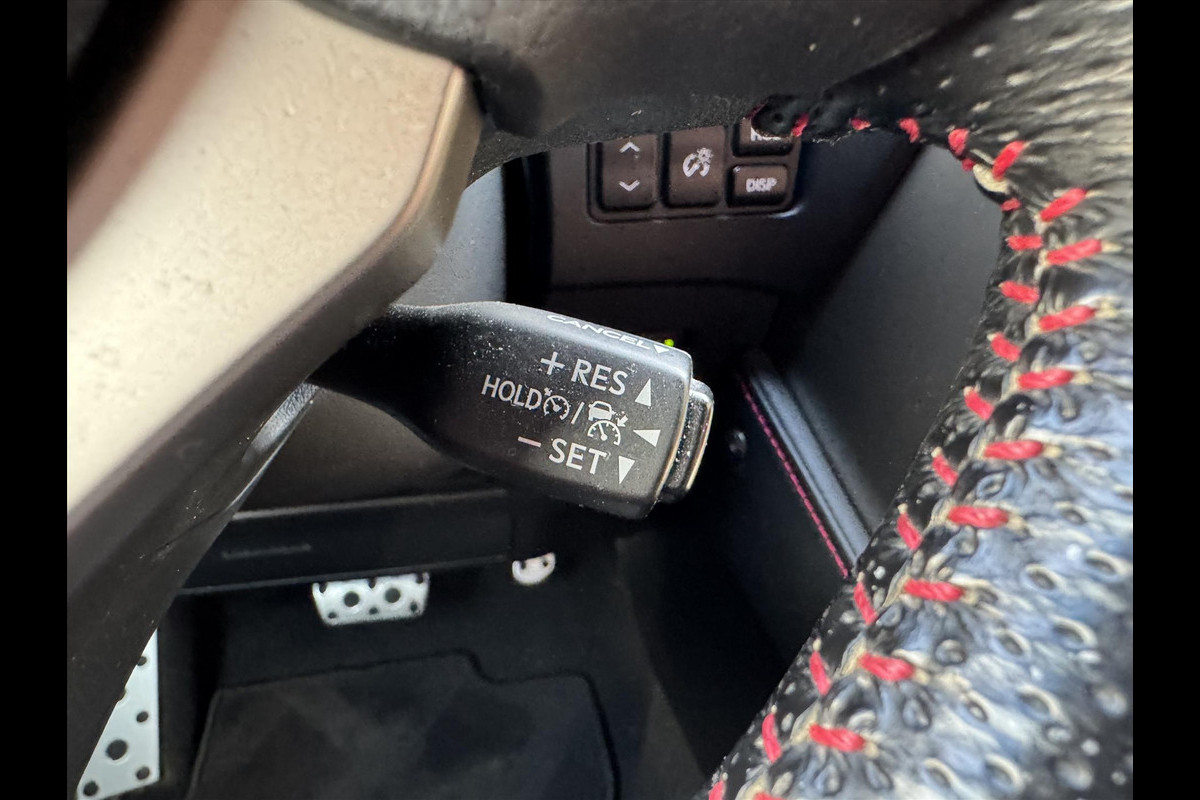 DISP
CANCEL
+ RES
HOLD /
− SET